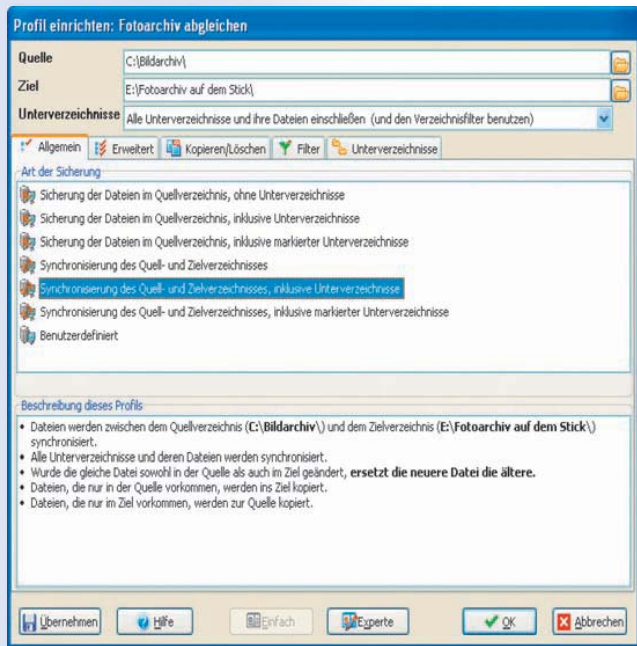 Profil einrichten: Fotoarchiv abgleichen
Quelle
C:\Bildarchiv\
Ziel
E:\Fotoarchiv auf dem Stick\
Unterverzeichnisse
Alle Unterverzeichnisse und ihre Dateien einschließen (und den Verzeichnisfilter benutzen)
Allgemein
Erweitert
Kopieren/Löschen
Filter
Unterverzeichnisse
Art der Sicherung
Sicherung der Dateien im Quellverzeichnis, ohne Unterverzeichnisse
Sicherung der Dateien im Quellverzeichnis, inklusive Unterverzeichnisse
Sicherung der Dateien im Quellverzeichnis, inklusive markierter Unterverzeichnisse
Synchronisierung des Quell- und Zielverzeichnisses
Synchronisierung des Quell- und Zielverzeichnisses, inklusive Unterverzeichnisse
Synchronisierung des Quell- und Zielverzeichnisses, inklusive markierter Unterverzeichnisse
Benutzerdefiniert
Beschreibung dieses Profils
• Dateien werden zwischen dem Quellverzeichnis (C:\Bildarchiv\) und dem Zielverzeichnis (E:\Fotoarchiv auf dem Stick\)
synchronisiert.
• Alle Unterverzeichnisse und deren Dateien werden synchronisiert.
• Wurde die gleiche Datei sowohl in der Quelle als auch im Ziel geändert, ersetzt die neuere Datei die ältere.
• Dateien, die nur in der Quelle vorkommen, werden ins Ziel kopiert.
• Dateien, die nur im Ziel vorkommen, werden zur Quelle kopiert.
Übernehmen
Hilfe
Einfach
Experte
OK
Abbrechen